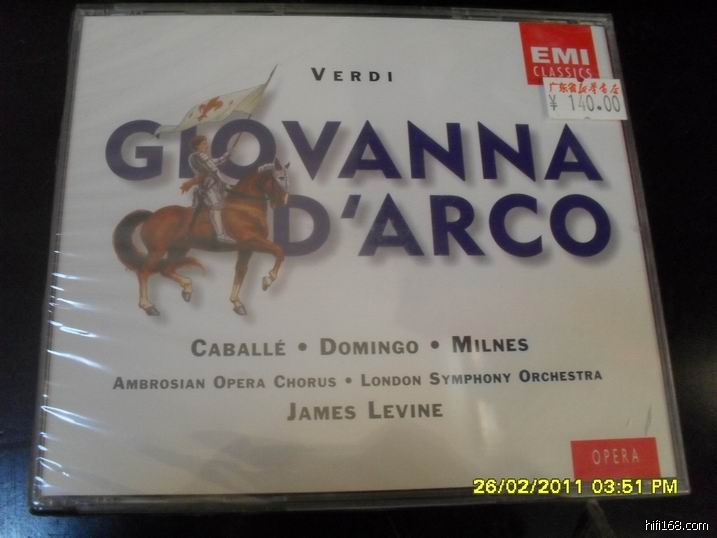 VERDI
EMI
CLASSICS
广东省新华书店
¥ 140.00
GIOVANNA
D'ARCO
CABALLÉ • DOMINGO • MILNES
AMBROSIAN OPERA CHORUS • LONDON SYMPHONY ORCHESTRA
JAMES LEVINE
OPERA
26/02/2011 03:51 PM
hifi168.com